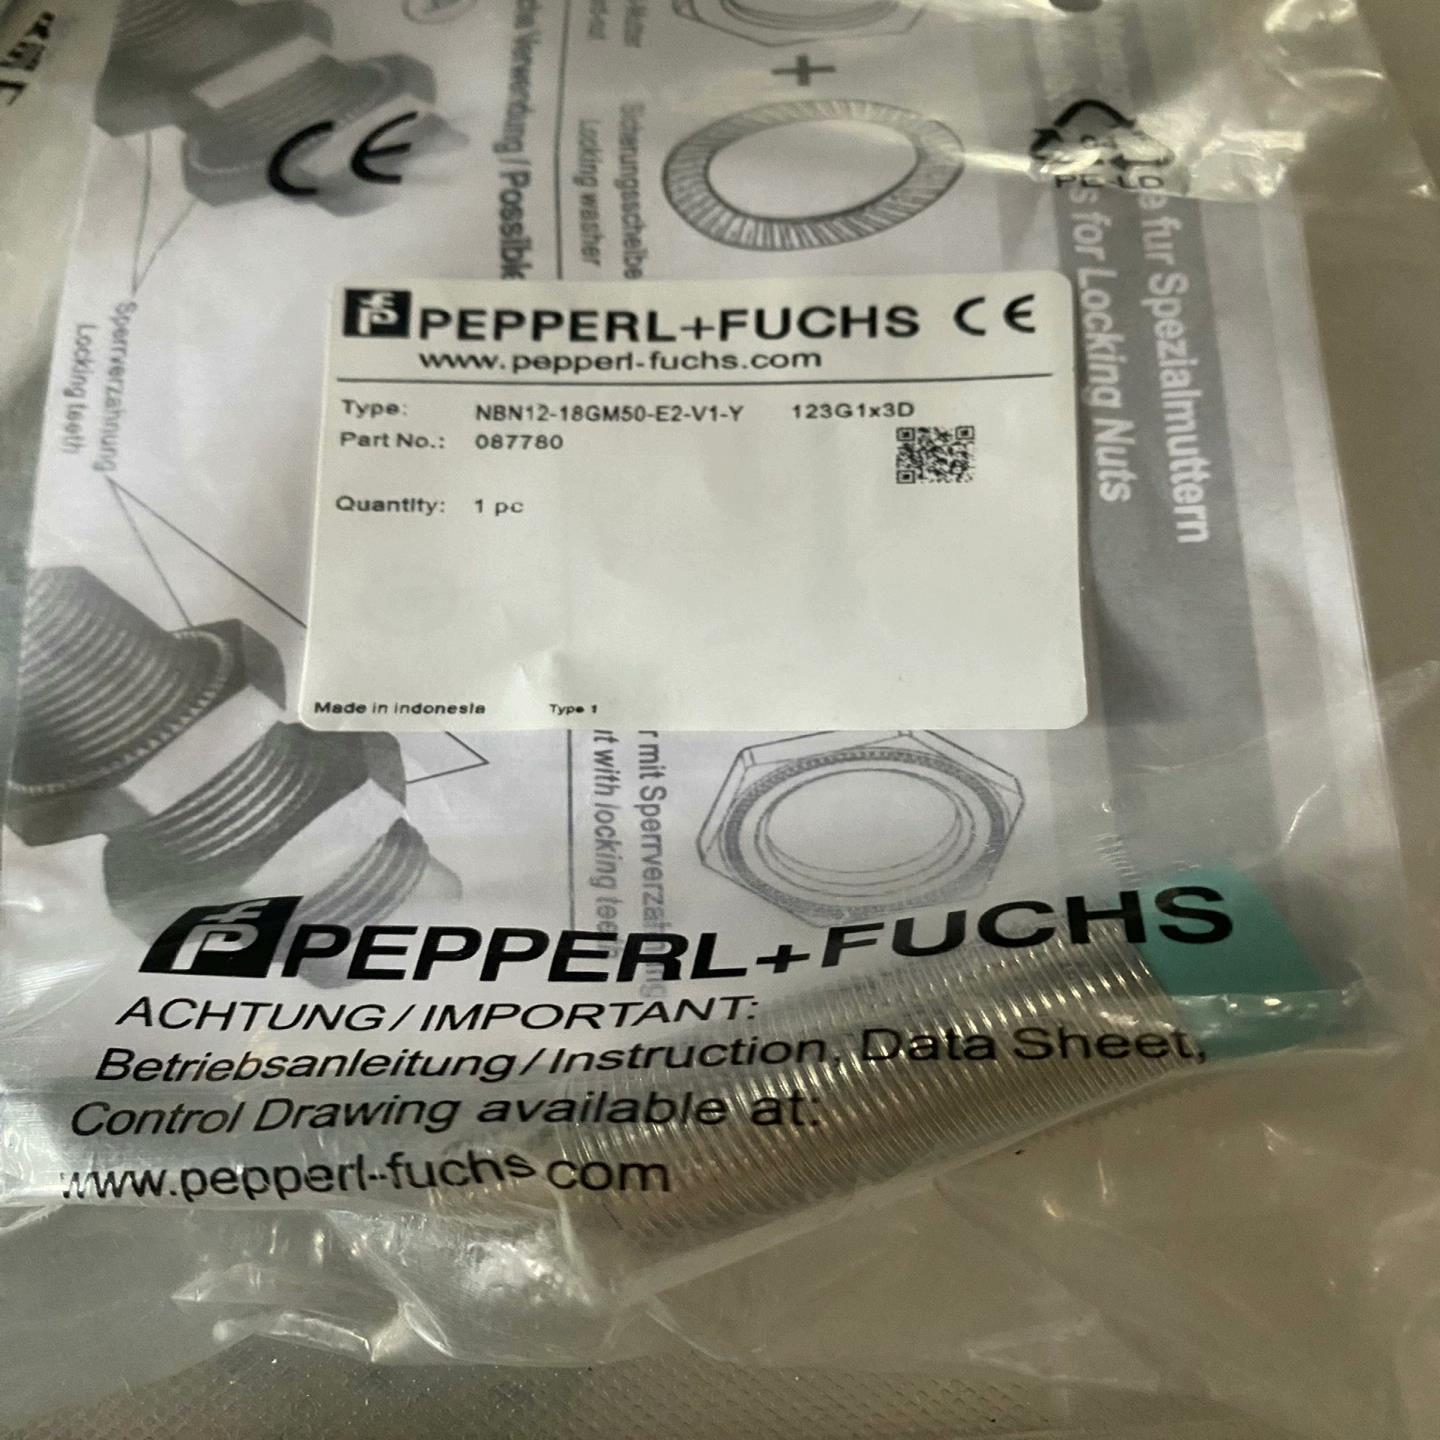 CE
che Verwendung / Possible
Sicherungsscheibe
Locking washer
+
für Spezialmuttern
for Locking Nuts
Sperrverzahnung
Locking teeth
PEPPERL+FUCHS CE
www.pepperl-fuchs.com
Type: NBN12-18GM50-E2-V1-Y 123G1x3D
Part No.: 087780
Quantity: 1 pc
Made in Indonesia Type 1
r mit Sperrverzahnung
with locking teeth
PEPPERL+FUCHS
ACHTUNG/IMPORTANT:
Betriebsanleitung/Instruction, Data Sheet,
Control Drawing available at:
www.pepperl-fuchs.com